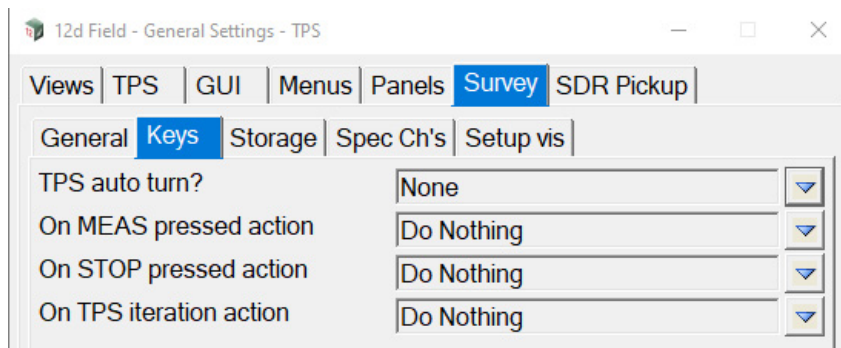 12d Field - General Settings - TPS
Views TPS GUI Menus Panels Survey SDR Pickup
General Keys Storage Spec Ch's Setup vis
TPS auto turn? None
On MEAS pressed action Do Nothing
On STOP pressed action Do Nothing
On TPS iteration action Do Nothing